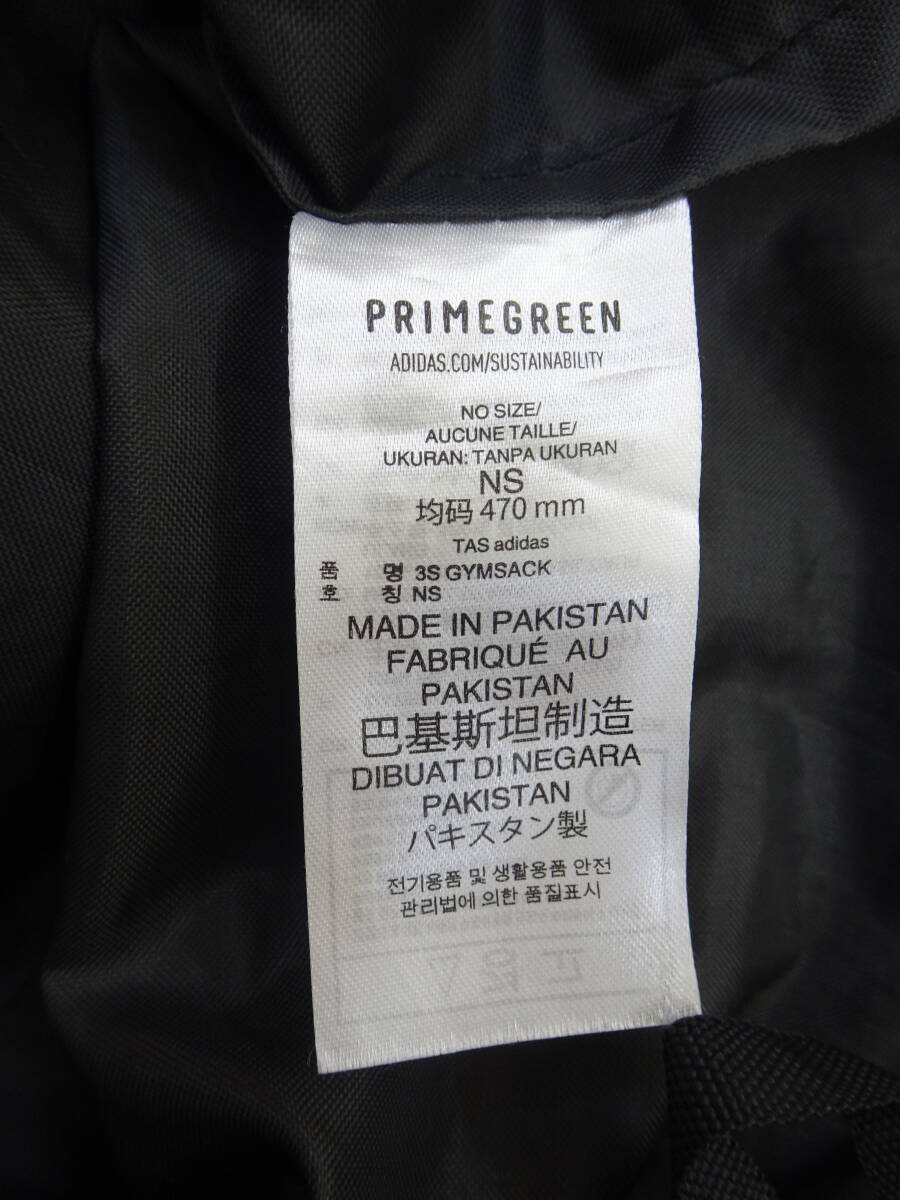 PRIMEGREEN
ADIDAS.COM/SUSTAINABILITY
NO SIZE/
AUCUNE TAILLE/
UKURAN: TANPA UKURAN
NS
均码 470 mm
TAS adidas
품 명 3S GYMSACK
호 칭 NS
MADE IN PAKISTAN
FABRIQUÉ AU
PAKISTAN
巴基斯坦制造
DIBUAT DI NEGARA
PAKISTAN
パキスタン製
전기용품 및 생활용품 안전
관리법에 의한 품질표시